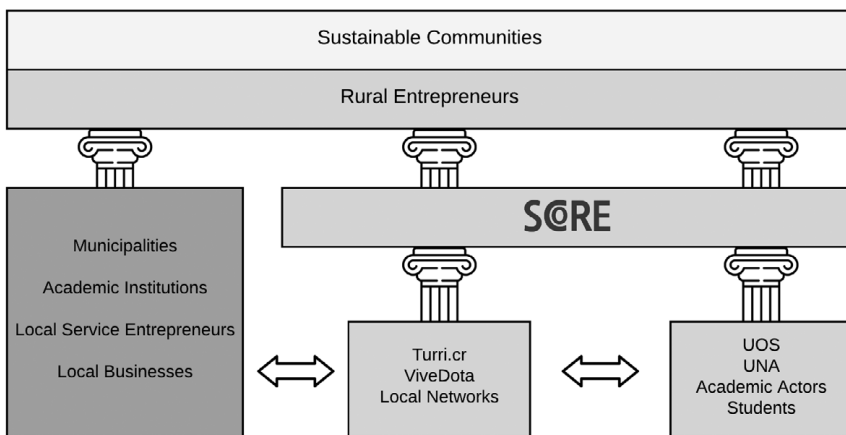 Sustainable Communities
Rural Entrepreneurs
SCoRE
Municipalities
Academic Institutions
Local Service Entrepreneurs
Local Businesses
Turri.cr
ViveDota
Local Networks
UOS
UNA
Academic Actors
Students